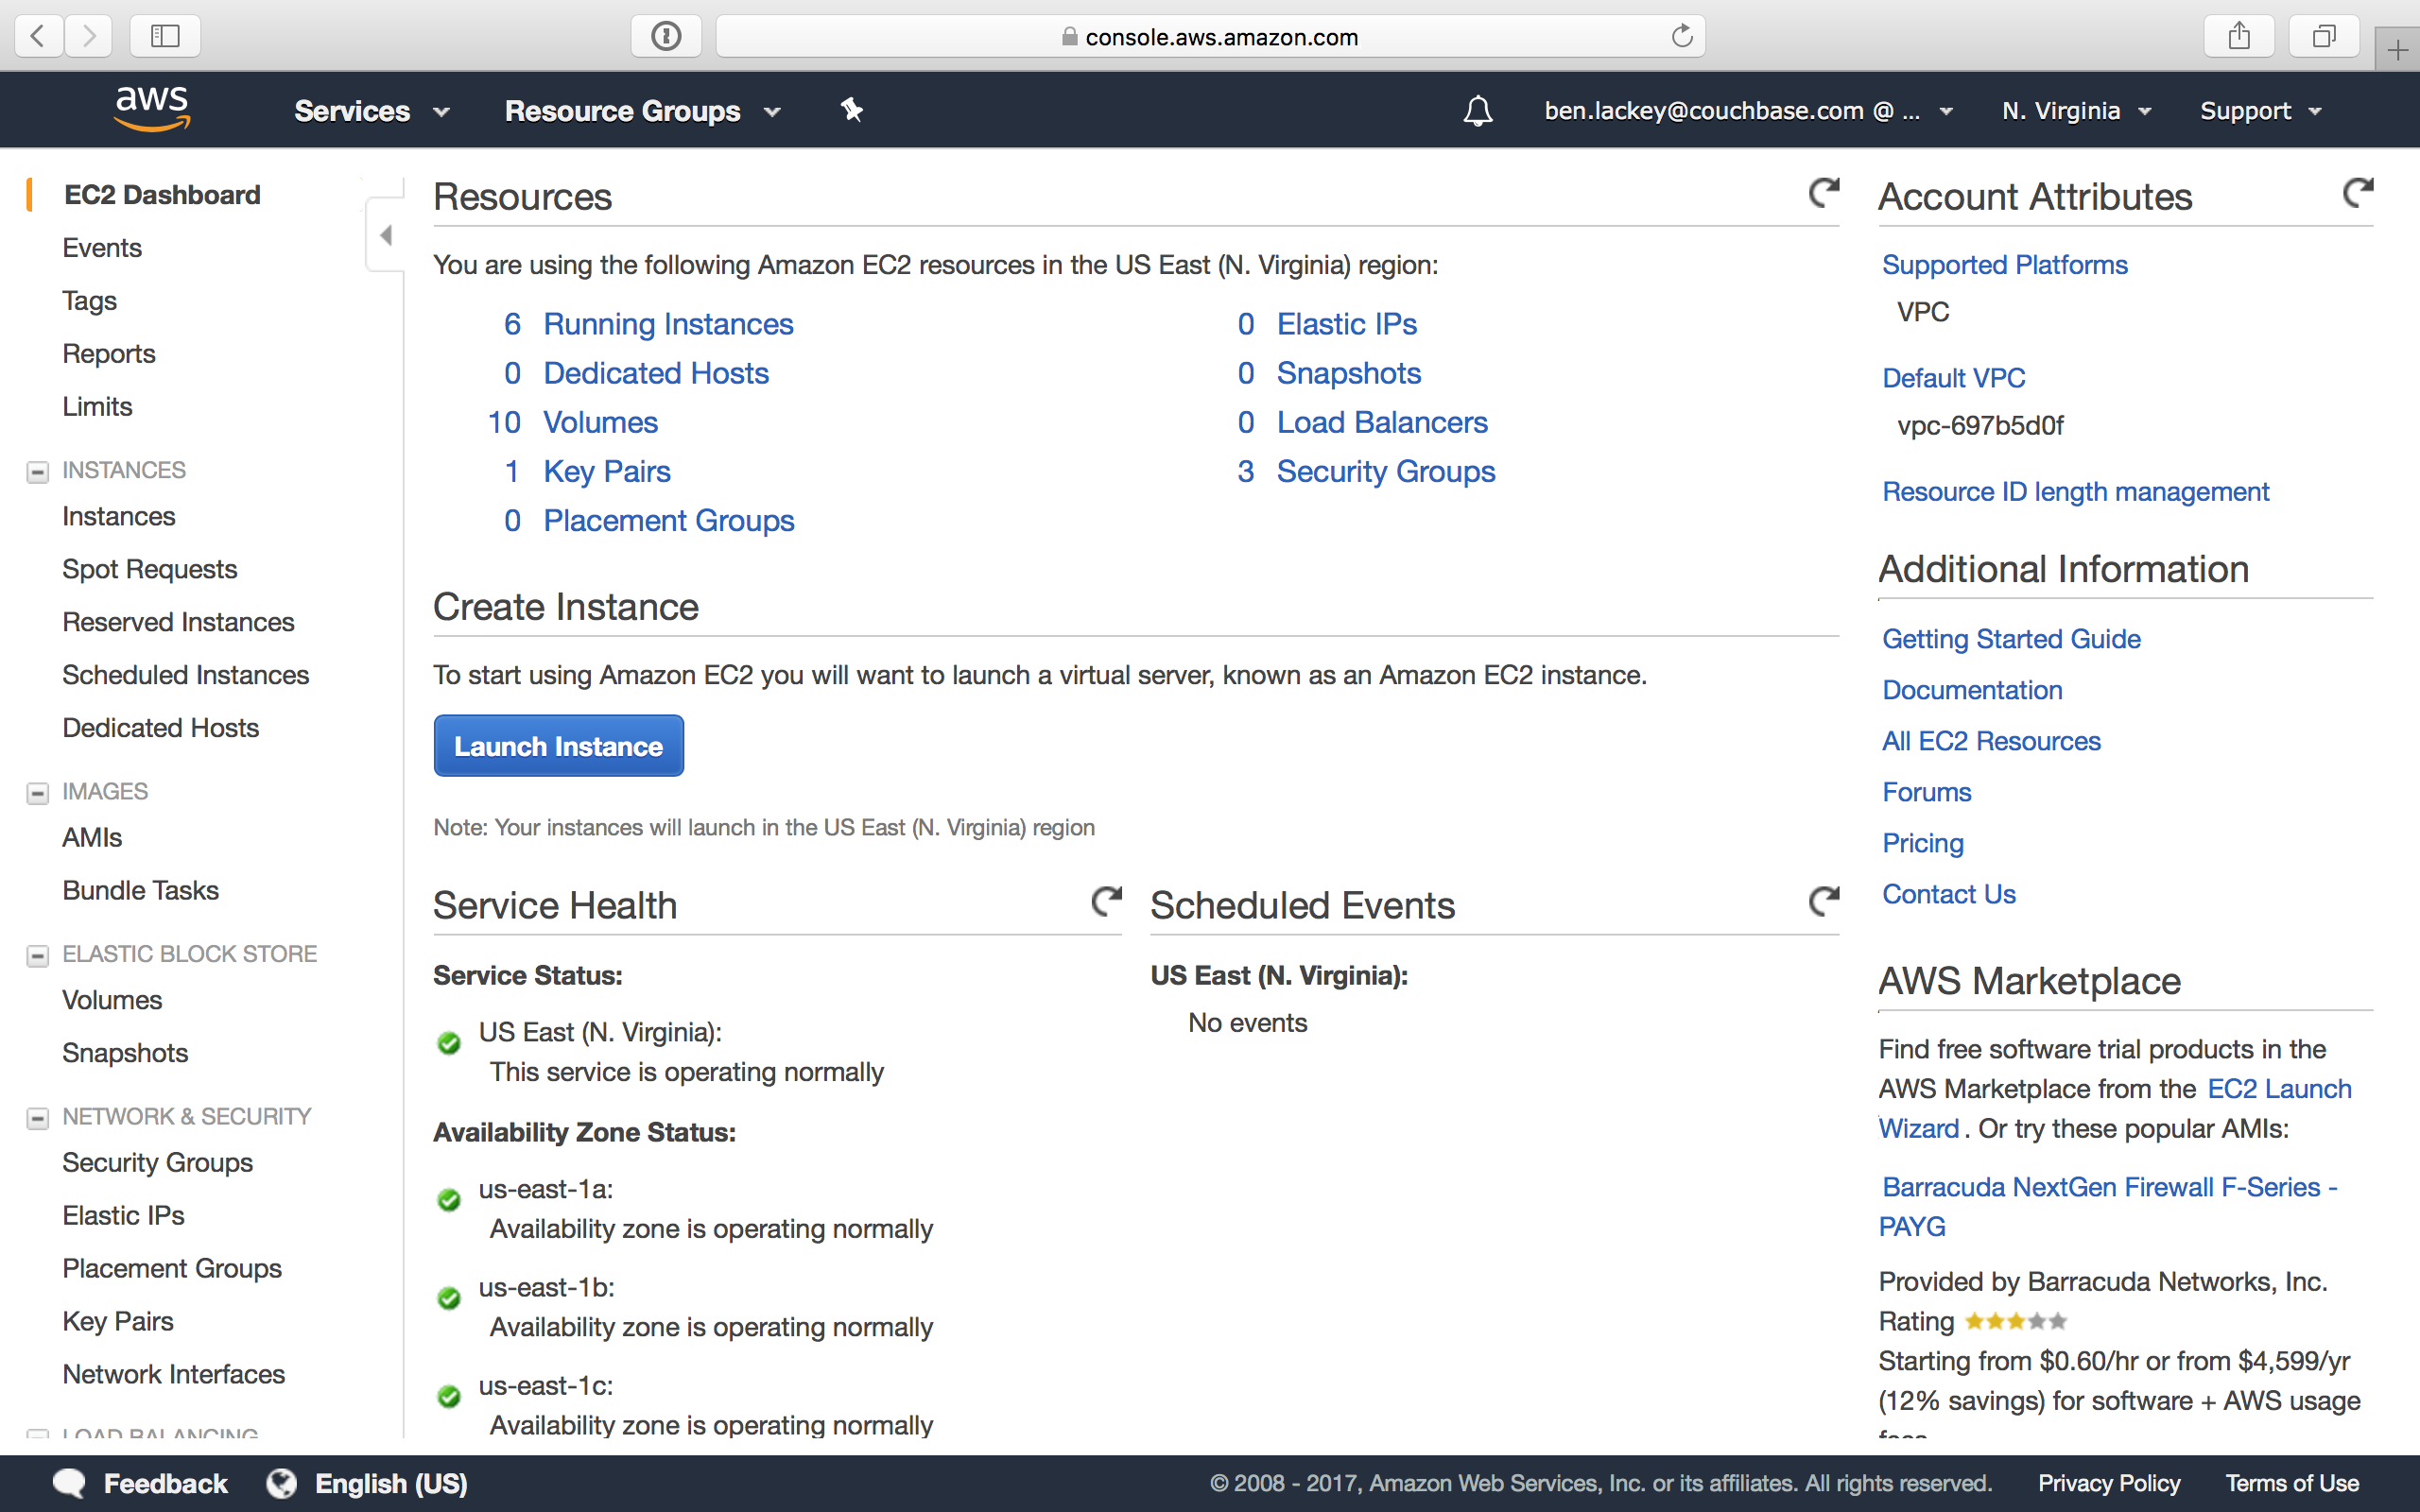 console.aws.amazon.com
aws
Services
Resource Groups
ben.lackey@couchbase.com @ ...
N. Virginia
Support
EC2 Dashboard
Events
Tags
Reports
Limits
INSTANCES
Instances
Spot Requests
Reserved Instances
Scheduled Instances
Dedicated Hosts
IMAGES
AMIs
Bundle Tasks
ELASTIC BLOCK STORE
Volumes
Snapshots
NETWORK & SECURITY
Security Groups
Elastic IPs
Placement Groups
Key Pairs
Network Interfaces
LOAD BALANCING
Resources
You are using the following Amazon EC2 resources in the US East (N. Virginia) region:
6 Running Instances
0 Dedicated Hosts
10 Volumes
1 Key Pairs
0 Placement Groups
0 Elastic IPs
0 Snapshots
0 Load Balancers
3 Security Groups
Create Instance
To start using Amazon EC2 you will want to launch a virtual server, known as an Amazon EC2 instance.
Launch Instance
Note: Your instances will launch in the US East (N. Virginia) region
Service Health
Service Status:
US East (N. Virginia):
This service is operating normally
Availability Zone Status:
us-east-1a:
Availability zone is operating normally
us-east-1b:
Availability zone is operating normally
us-east-1c:
Availability zone is operating normally
Scheduled Events
US East (N. Virginia):
No events
Account Attributes
Supported Platforms
VPC
Default VPC
vpc-697b5d0f
Resource ID length management
Additional Information
Getting Started Guide
Documentation
All EC2 Resources
Forums
Pricing
Contact Us
AWS Marketplace
Find free software trial products in the
AWS Marketplace from the EC2 Launch
Wizard. Or try these popular AMIs:
Barracuda NextGen Firewall F-Series -
PAYG
Provided by Barracuda Networks, Inc.
Rating
Starting from $0.60/hr or from $4,599/yr
(12% savings) for software + AWS usage
fees
Feedback
English (US)
© 2008 - 2017, Amazon Web Services, Inc. or its affiliates. All rights reserved.
Privacy Policy
Terms of Use